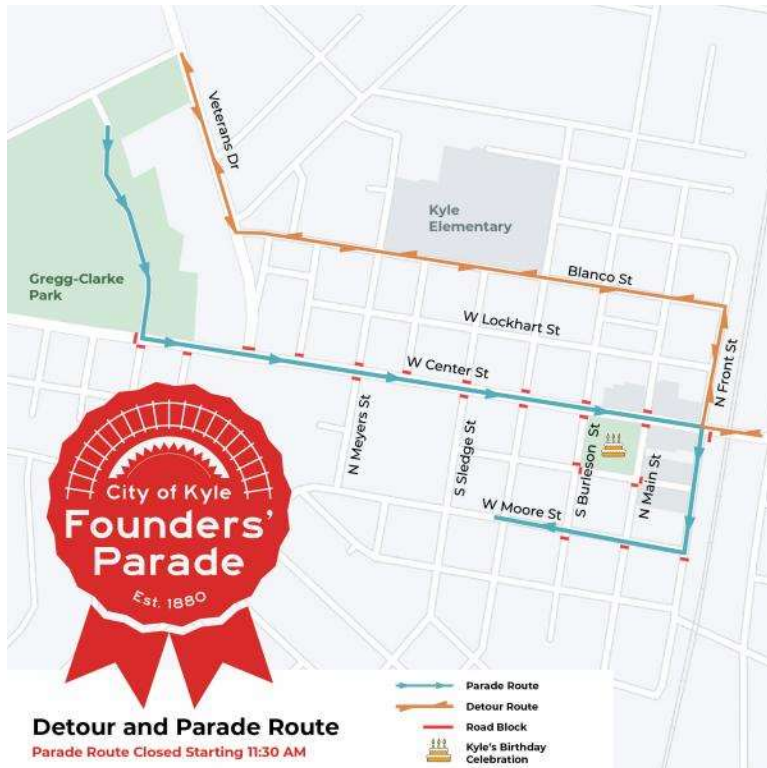 Veterans Dr
Kyle
Elementary
Gregg-Clarke
Park
Blanco St
W Lockhart St
N Front St
W Center St
N Meyers St
S Sledge St
S Burleson St
N Main St
W Moore St
City of Kyle
Founders'
Parade
Est. 1880
Detour and Parade Route
Parade Route Closed Starting 11:30 AM
Parade Route
Detour Route
Road Block
Kyle's Birthday
Celebration